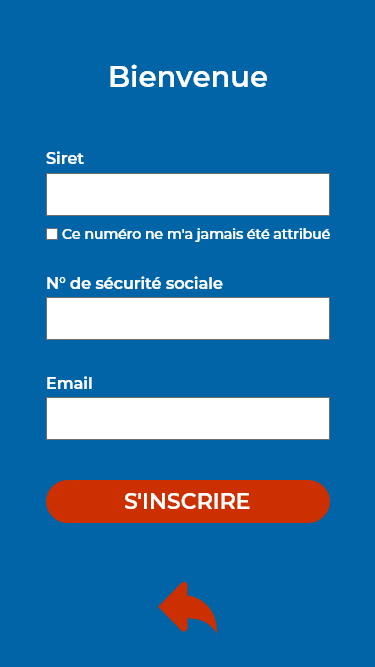 Bienvenue
Siret
Ce numéro ne m'a jamais été attribué
N° de sécurité sociale
Email
S'INSCRIRE